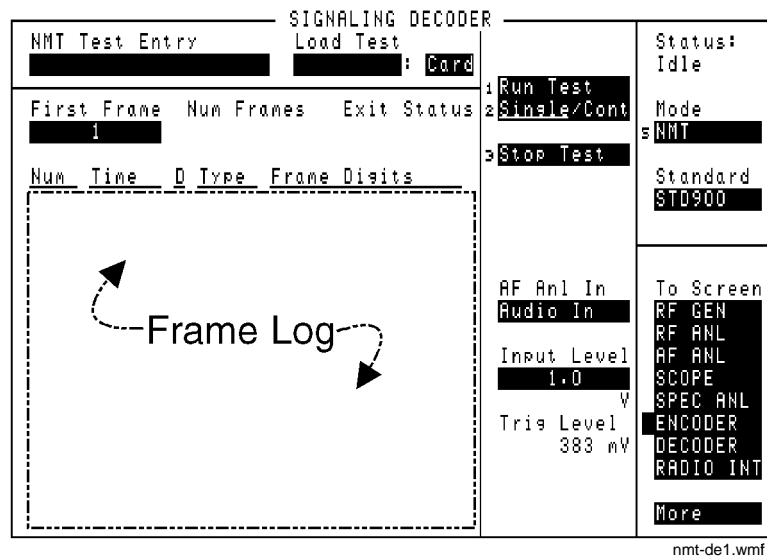 SIGNALING DECODER
NMT Test Entry
Load Test
: Card
First Frame
1
Num Frames
Exit Status
Num Time D Type Frame Digits
Frame Log
1 Run Test
2 Single/Cont
3 Stop Test
AF Anl In
Audio In
Input Level
1.0
V
Trig Level
383 mV
Status:
Idle
Mode
5 NMT
Standard
STD900
To Screen
RF GEN
RF ANL
AF ANL
SCOPE
SPEC ANL
ENCODER
DECODER
RADIO INT
More
nmt-de1.wmf